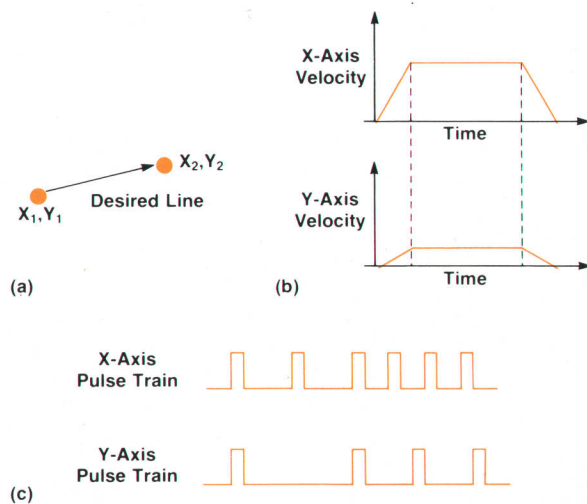 X₂,Y₂
X₁,Y₁
Desired Line
(a)
X-Axis
Velocity
Time
Y-Axis
Velocity
Time
(b)
X-Axis
Pulse Train
Y-Axis
Pulse Train
(c)